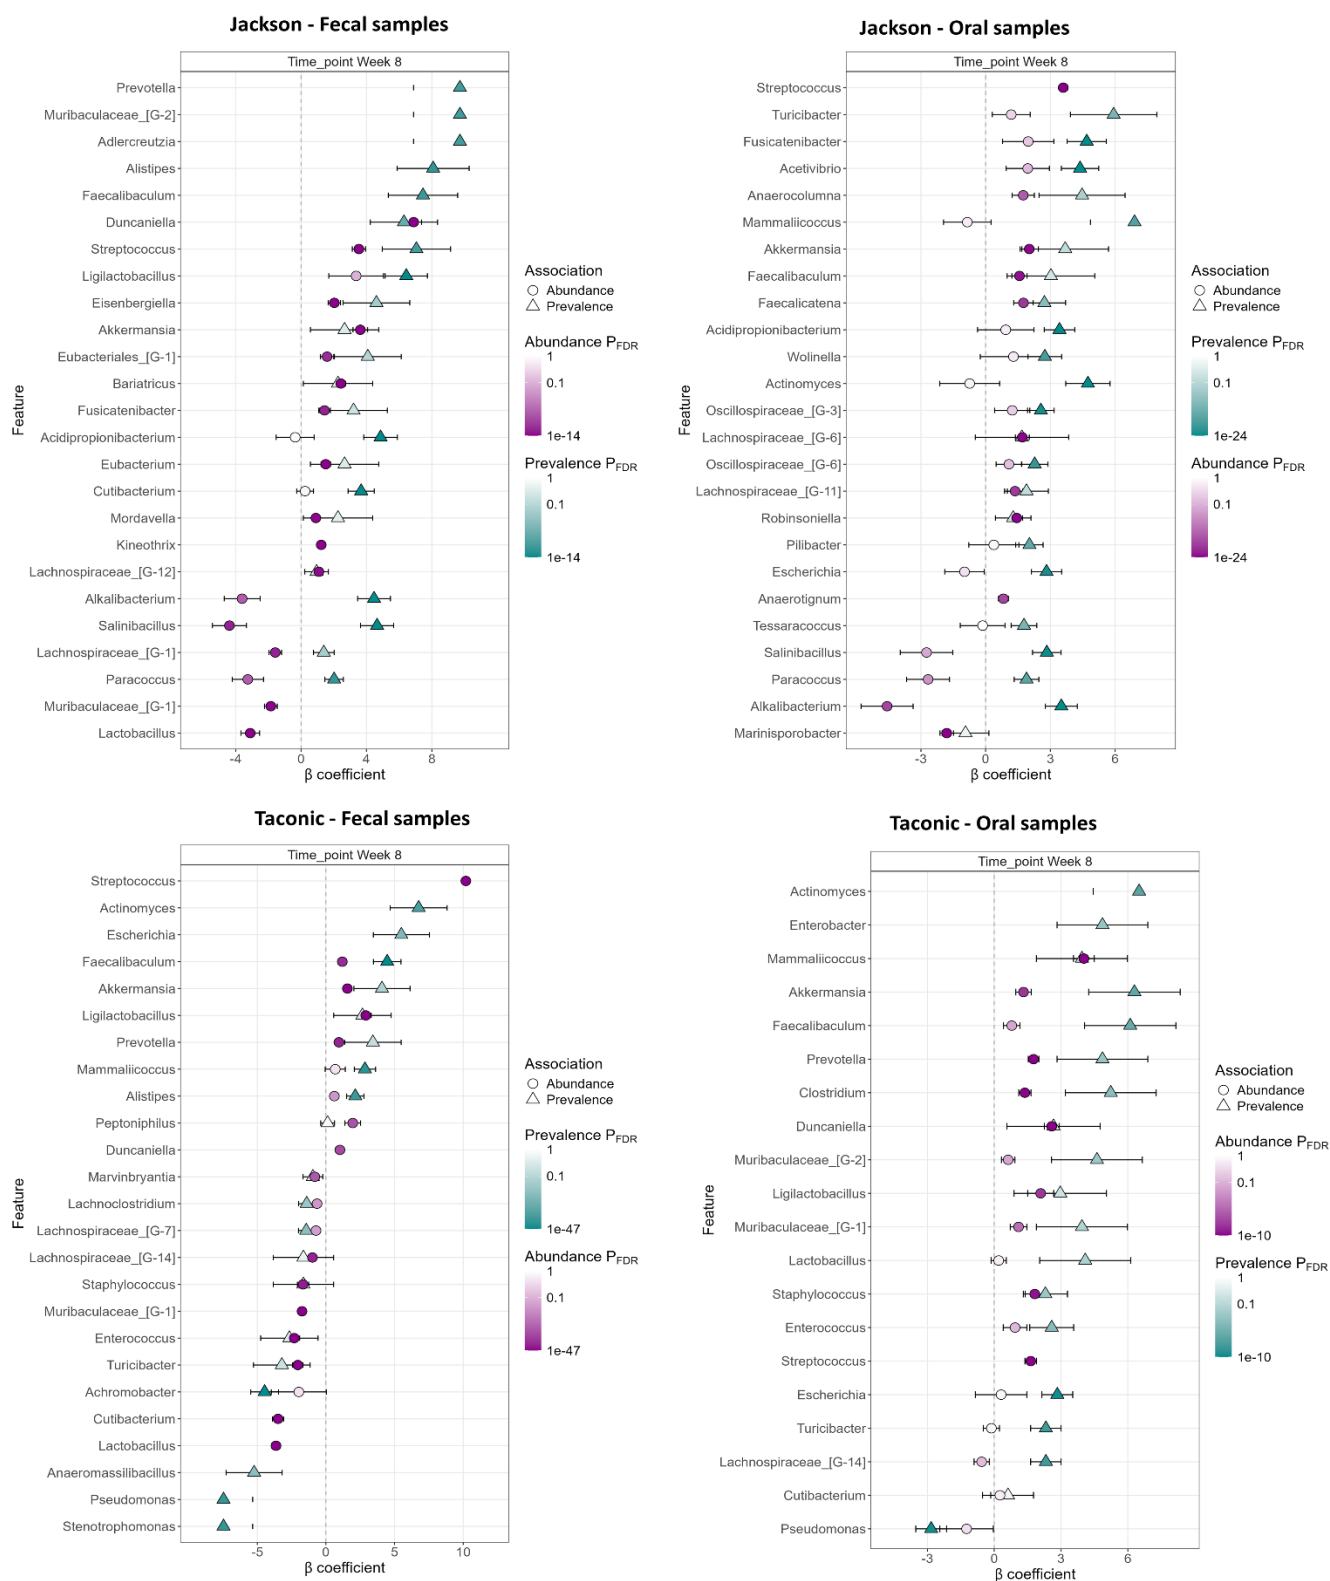 Jackson - Fecal samples
Time_point Week 8
Prevotella
Muribaculaceae_[G-2]
Adlercreutzia
Alistipes
Faecalibaculum
Duncaniella
Streptococcus
Ligilactobacillus
Eisenbergiella
Akkermansia
Eubacteriales_[G-1]
Bariatricus
Fusicatenibacter
Acidipropionibacterium
Eubacterium
Cutibacterium
Mordavella
Kineothrix
Lachnospiraceae_[G-12]
Alkalibacterium
Salinibacillus
Lachnospiraceae_[G-1]
Paracoccus
Muribaculaceae_[G-1]
Lactobacillus
Feature
-4 0 4 8
β coefficient
Association
Abundance
Prevalence
Abundance PFDR
1
0.1
1e-14
Prevalence PFDR
1
0.1
1e-14
Jackson - Oral samples
Time_point Week 8
Streptococcus
Turicibacter
Fusicatenibacter
Acetivibrio
Anaerocolumna
Mammaliicoccus
Akkermansia
Faecalibaculum
Faecalicatena
Acidipropionibacterium
Wolinella
Actinomyces
Oscillospiraceae_[G-3]
Lachnospiraceae_[G-6]
Oscillospiraceae_[G-6]
Lachnospiraceae_[G-11]
Robinsoniella
Pilibacter
Escherichia
Anaerotignum
Tessaracoccus
Salinibacillus
Paracoccus
Alkalibacterium
Marinisporobacter
Feature
-3 0 3 6
β coefficient
Association
Abundance
Prevalence
Prevalence PFDR
1
0.1
1e-24
Abundance PFDR
1
0.1
1e-24
Taconic - Fecal samples
Time_point Week 8
Streptococcus
Actinomyces
Escherichia
Faecalibaculum
Akkermansia
Ligilactobacillus
Prevotella
Mammaliicoccus
Alistipes
Peptoniphilus
Duncaniella
Marvinbryantia
Lachnoclostridium
Lachnospiraceae_[G-7]
Lachnospiraceae_[G-14]
Staphylococcus
Muribaculaceae_[G-1]
Enterococcus
Turicibacter
Achromobacter
Cutibacterium
Lactobacillus
Anaeromassilibacillus
Pseudomonas
Stenotrophomonas
Feature
-5 0 5 10
β coefficient
Association
Abundance
Prevalence
Prevalence PFDR
1
0.1
1e-47
Abundance PFDR
1
0.1
1e-47
Taconic - Oral samples
Time_point Week 8
Actinomyces
Enterobacter
Mammaliicoccus
Akkermansia
Faecalibaculum
Prevotella
Clostridium
Duncaniella
Muribaculaceae_[G-2]
Ligilactobacillus
Muribaculaceae_[G-1]
Lactobacillus
Staphylococcus
Enterococcus
Streptococcus
Escherichia
Turicibacter
Lachnospiraceae_[G-14]
Cutibacterium
Pseudomonas
Feature
-3 0 3 6
β coefficient
Association
Abundance
Prevalence
Abundance PFDR
1
0.1
1e-10
Prevalence PFDR
1
0.1
1e-10